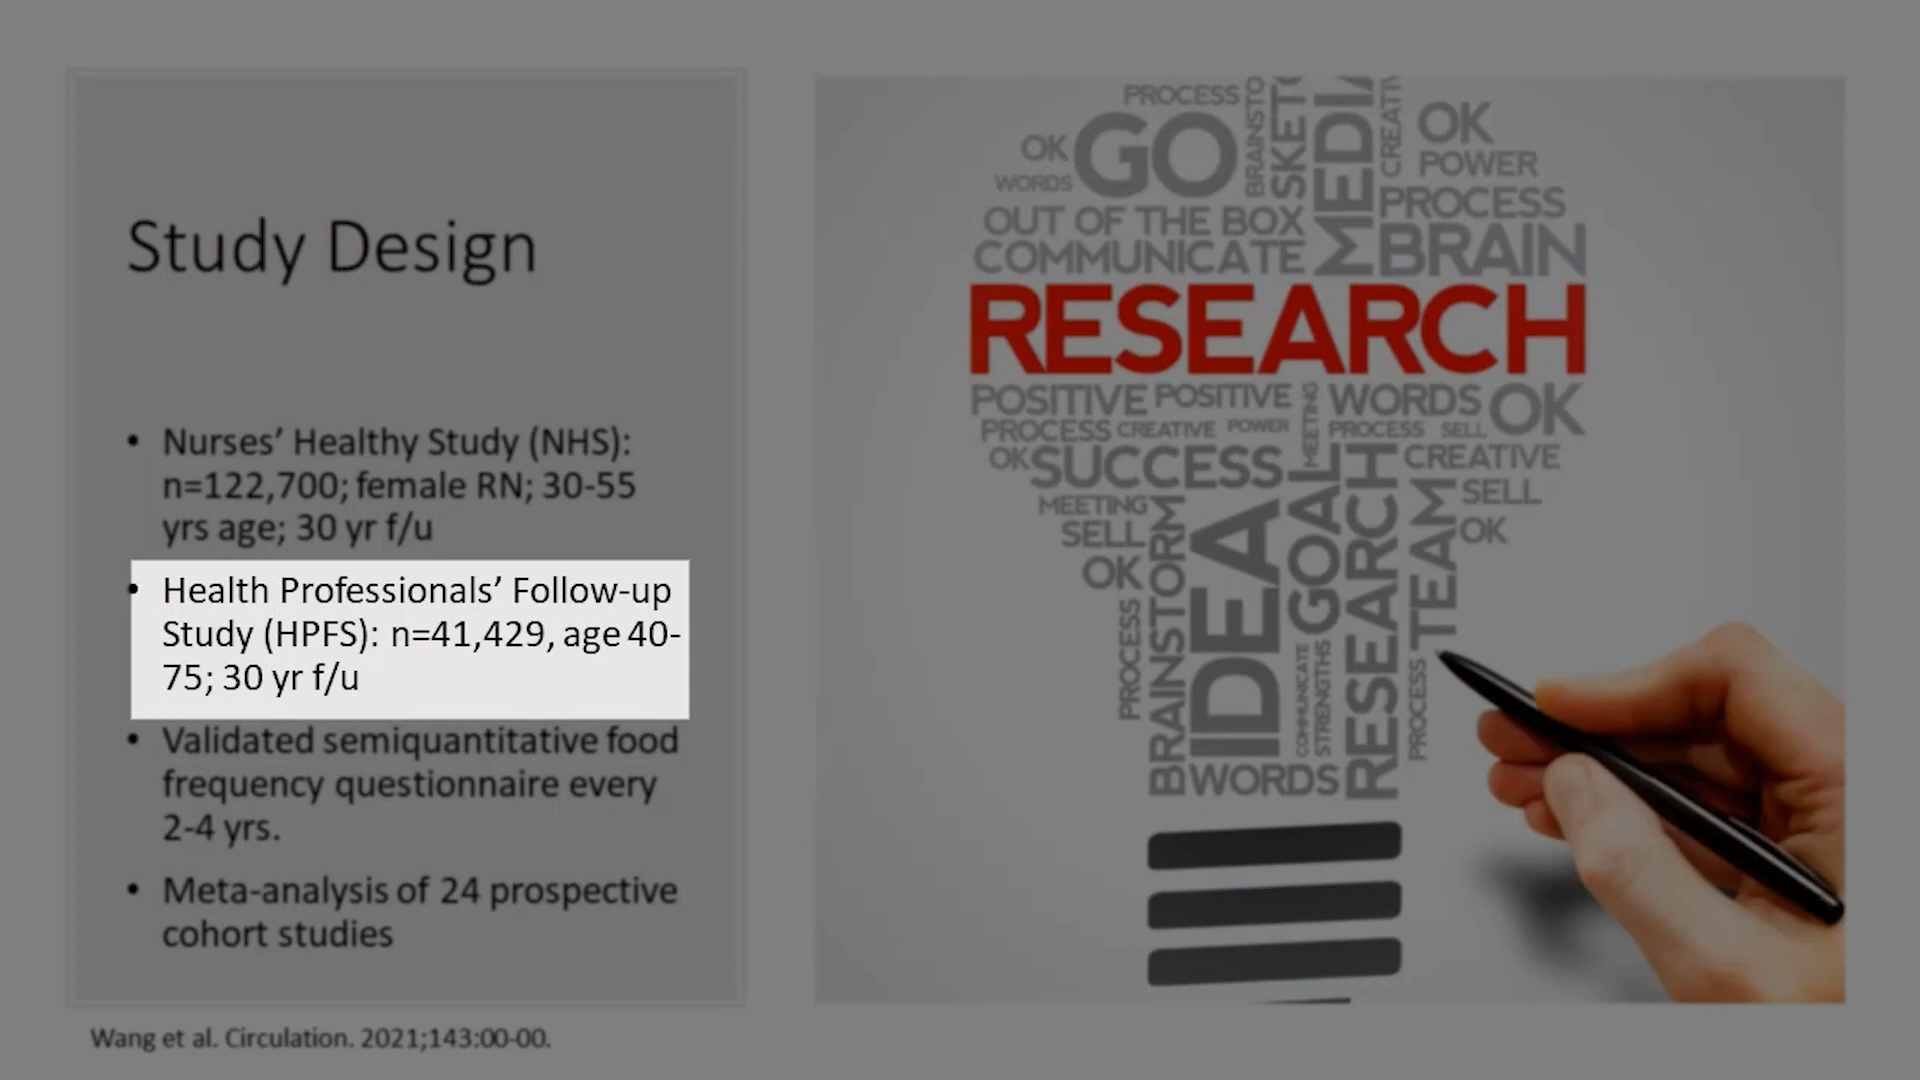 Study Design
• Nurses’ Healthy Study (NHS):
n=122,700; female RN; 30-55
yrs age; 30 yr f/u
• Health Professionals’ Follow-up
Study (HPFS): n=41,429, age 40-
75; 30 yr f/u
• Validated semiquantitative food
frequency questionnaire every
2-4 yrs.
• Meta-analysis of 24 prospective
cohort studies
Wang et al. Circulation. 2021;143:00-00.
PROCESS
OK
GO
WORDS
OUT OF THE BOX
COMMUNICATE
OK
POWER
PROCESS
BRAIN
RESEARCH
POSITIVE
POSITIVE
MEETING
WORDS
OK
PROCESS
CREATIVE
POWER
PROCESS
SELL
OK
SUCCESS
CREATIVE
MEETING
SELL
OK
SELL
OK
PROCESS
BRAINSTORM
IDEA
GOAL
COMMUNICATE
STRENGTHS
RESEARCH
TEAM
PROCESS
WORDS